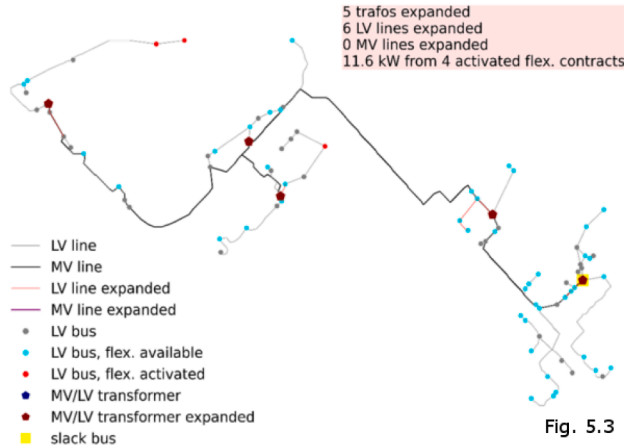 5 trafos expanded
6 LV lines expanded
0 MV lines expanded
11.6 kW from 4 activated flex. contracts
LV line
MV line
LV line expanded
MV line expanded
LV bus
LV bus, flex. available
LV bus, flex. activated
MV/LV transformer
MV/LV transformer expanded
slack bus
Fig. 5.3